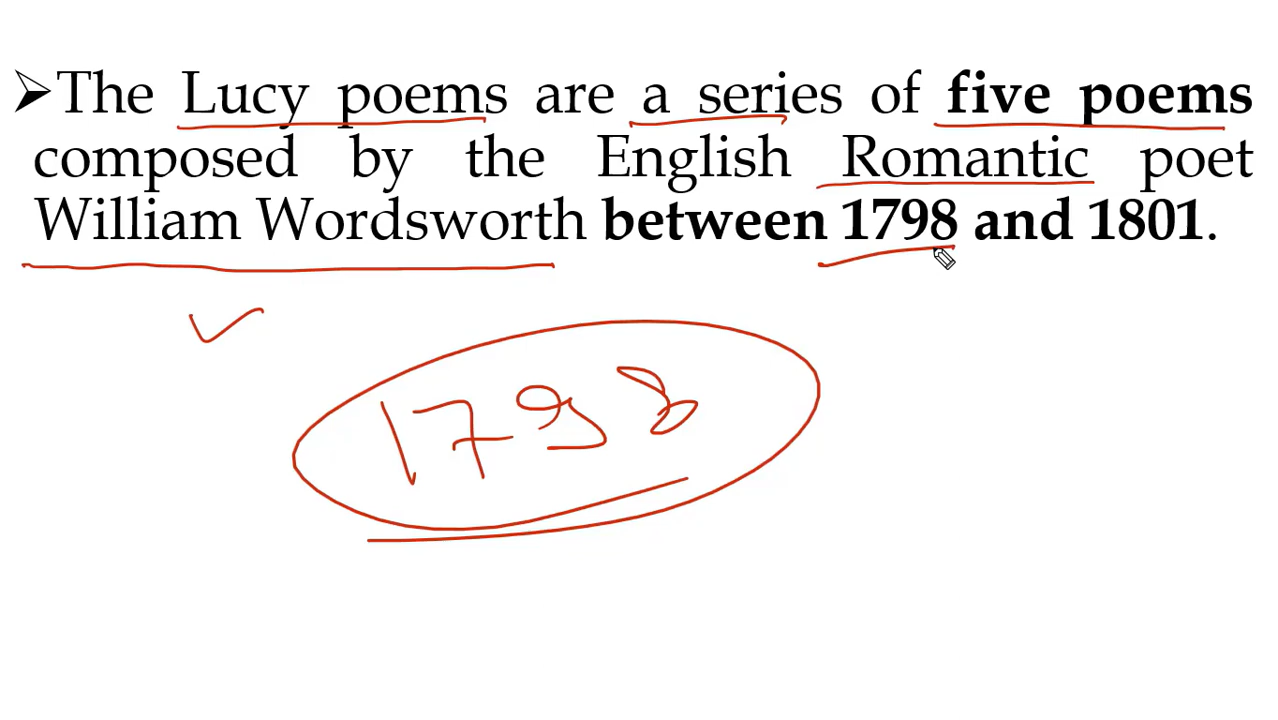 ➢The Lucy poems are a series of five poems
composed by the English Romantic poet
William Wordsworth between 1798 and 1801.
1798